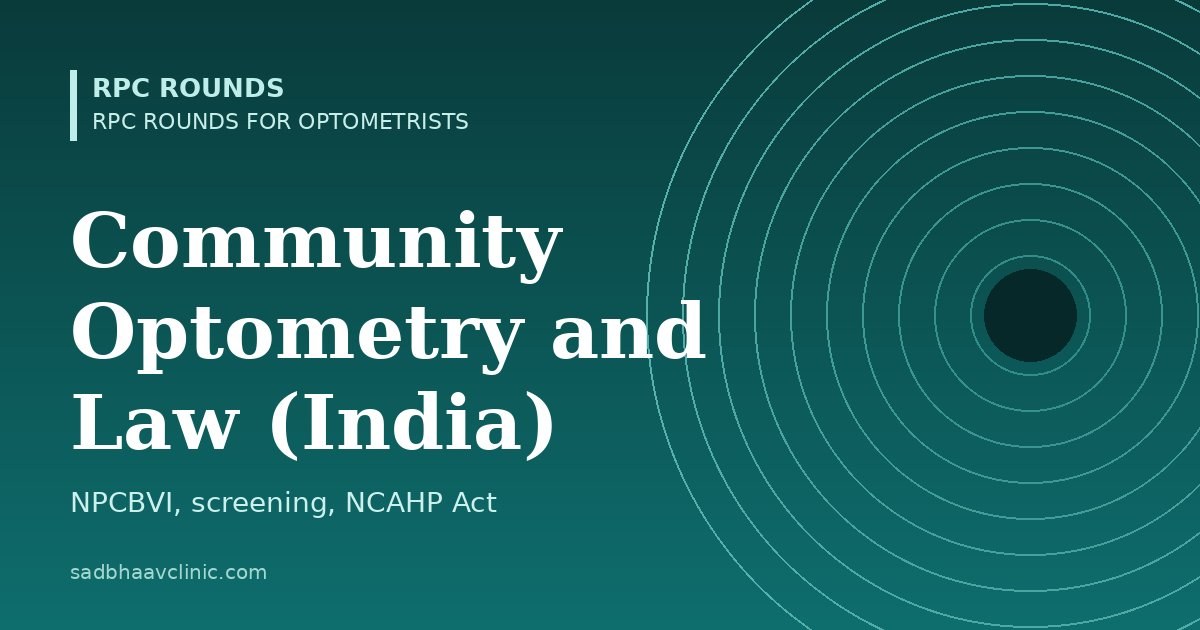 RPC ROUNDS
RPC ROUNDS FOR OPTOMETRISTS
Community
Optometry and
Law (India)
NPCBVI, screening, NCAHP Act
sadbhaavclinic.com